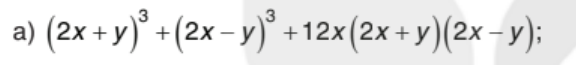 a) (2x + y)³ + (2x − y)³ + 12x(2x + y)(2x − y);